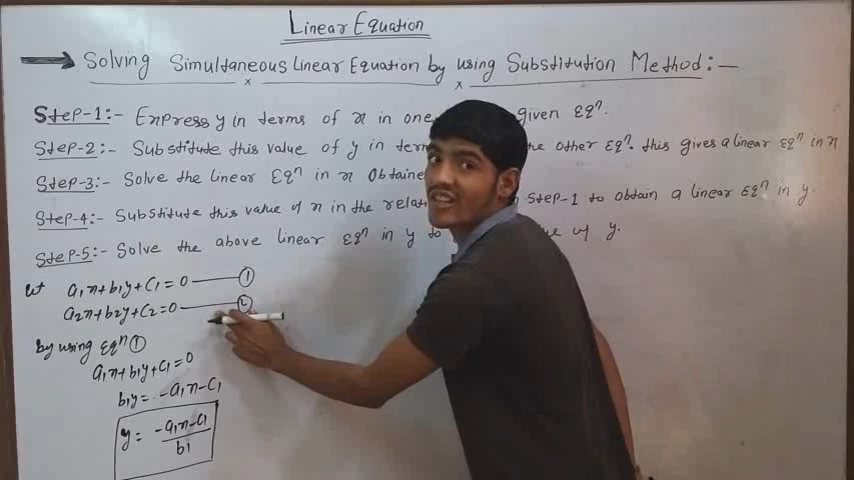 Linear Equation
Solving Simultaneous Linear Equation by using Substitution Method:-
Step-1:- Express y in terms of x in one given Eqn.
Step-2:- Substitute this value of y in the other Eqn. this gives a linear Eqn in x
Step-3:- Solve the linear Eqn in x Obtained
Step-4:- Substitute this value of x in the Step-1 to obtain a linear Eqn in y.
Step-5:- Solve the above linear Eqn in y to of y.
let a1x+b1y+c1=0 — 1
a2x+b2y+c2=0 — 2
by using Eqn 1
a1x+b1y+c1=0
b1y= -a1x-c1
y= -a1x-c1
b1